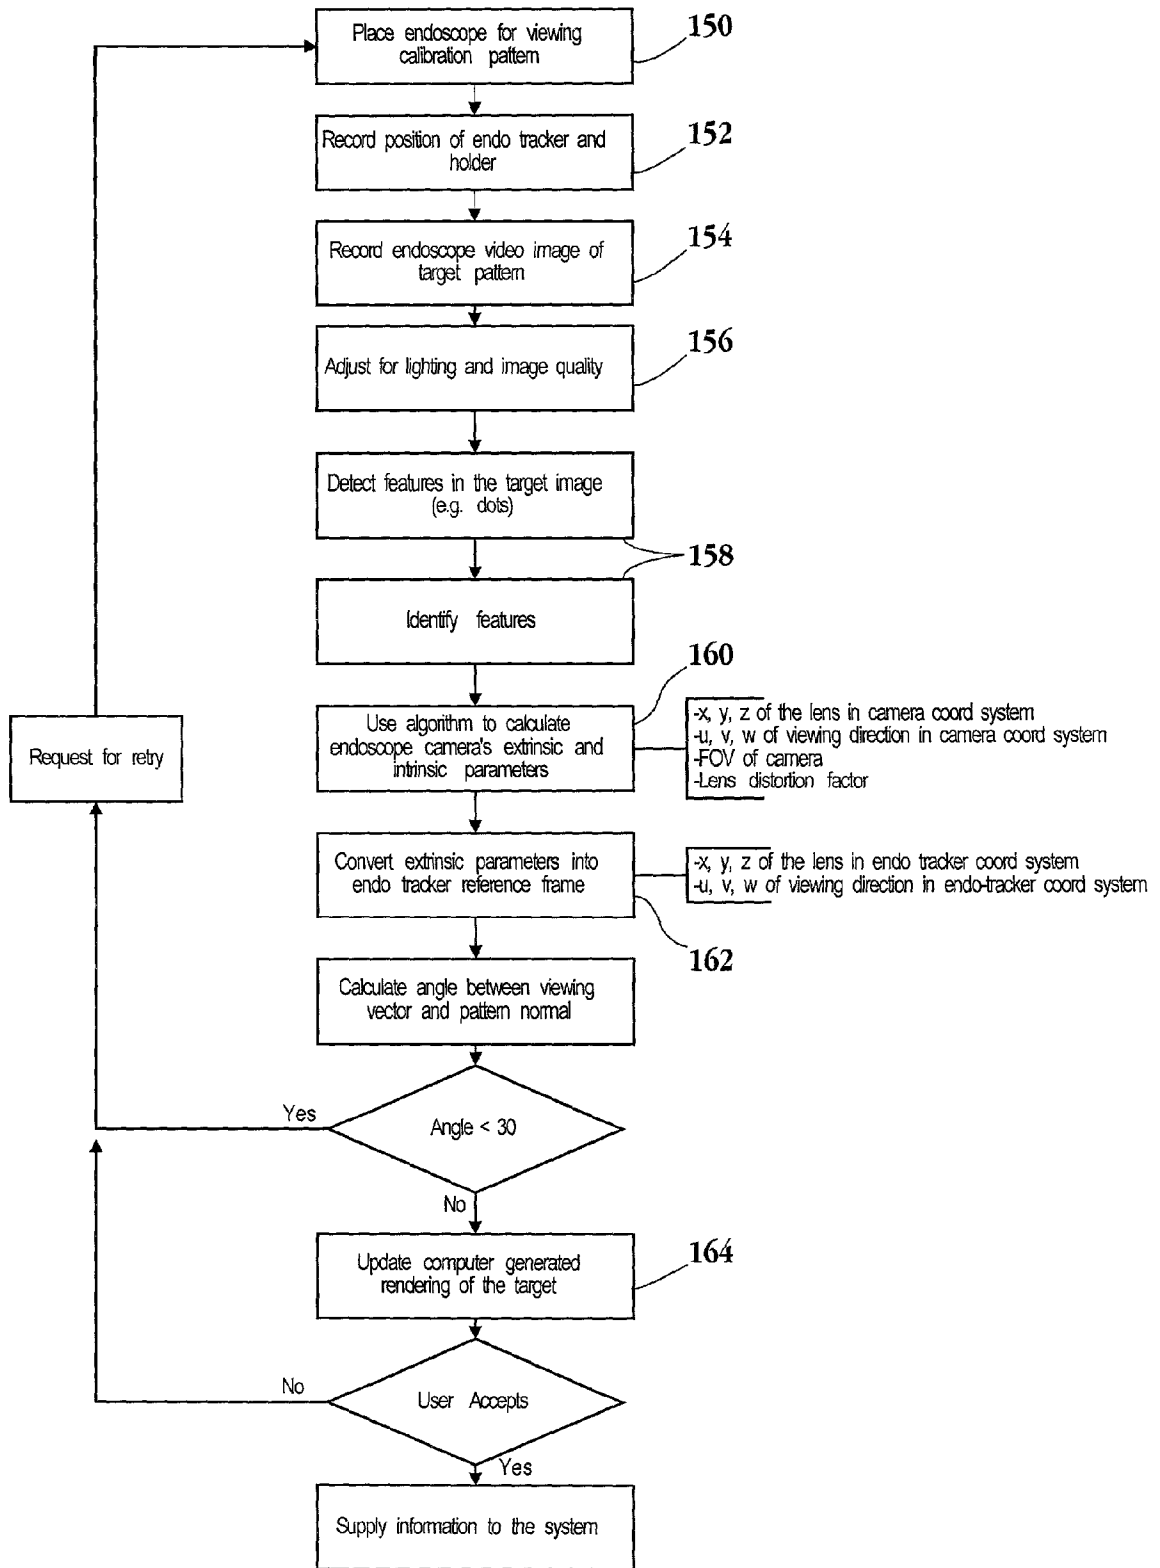 Place endoscope for viewing
calibration pattern
150
Record position of endo tracker and
holder
152
Record endoscope video image of
target pattern
154
Adjust for lighting and image quality
156
Detect features in the target image
(e.g. dots)
158
Identify features
160
Use algorithm to calculate
endoscope camera's extrinsic and
intrinsic parameters
-x, y, z of the lens in camera coord system
-u, v, w of viewing direction in camera coord system
-FOV of camera
-Lens distortion factor
Request for retry
Convert extrinsic parameters into
endo tracker reference frame
-x, y, z of the lens in endo tracker coord system
-u, v, w of viewing direction in endo-tracker coord system
162
Calculate angle between viewing
vector and pattern normal
Yes
Angle < 30
No
Update computer generated
rendering of the target
164
No
User Accepts
Yes
Supply information to the system